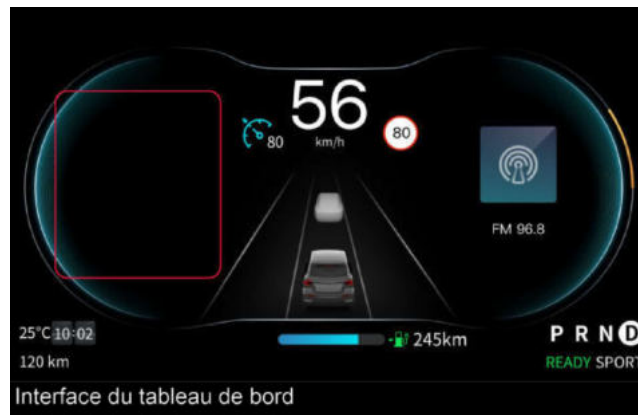 56
km/h
80
80
FM 96.8
25°C 10:02
120 km
245km
P R N D
READY SPORT
Interface du tableau de bord